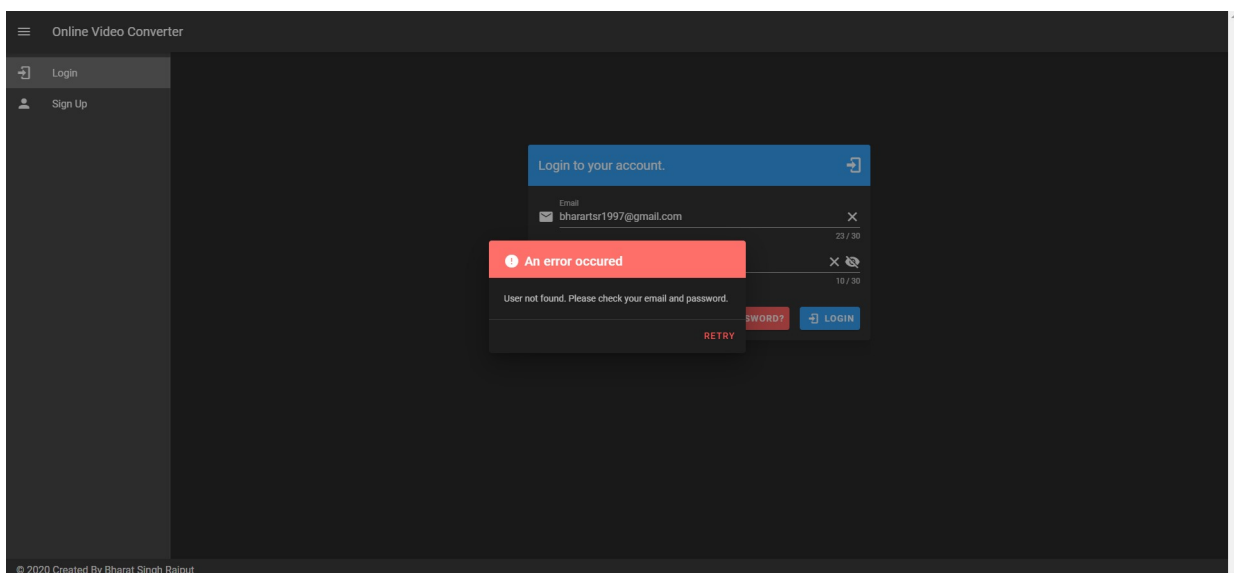 Online Video Converter
Login
Sign Up
Login to your account.
Email
bharartsr1997@gmail.com
23 / 30
An error occured
10 / 30
User not found. Please check your email and password.
LOGIN
RETRY
© 2020 Created By Bharat Singh Rajput